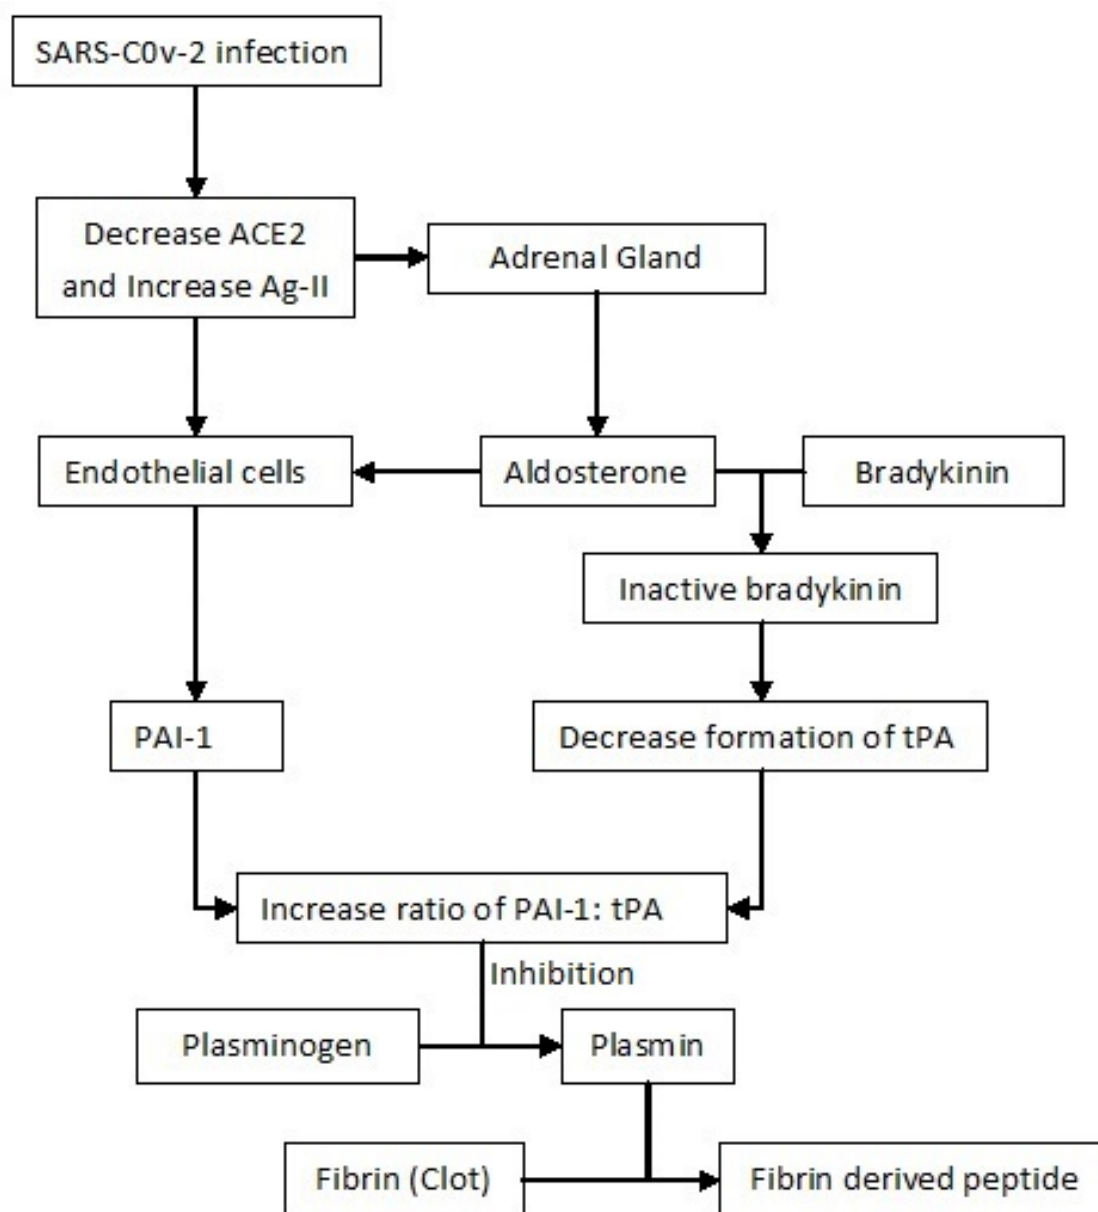 SARS-C0v-2 infection
Decrease ACE2
and Increase Ag-II
Adrenal Gland
Endothelial cells
Aldosterone
Bradykinin
Inactive bradykinin
PAI-1
Decrease formation of tPA
Increase ratio of PAI-1: tPA
Inhibition
Plasminogen
Plasmin
Fibrin (Clot)
Fibrin derived peptide